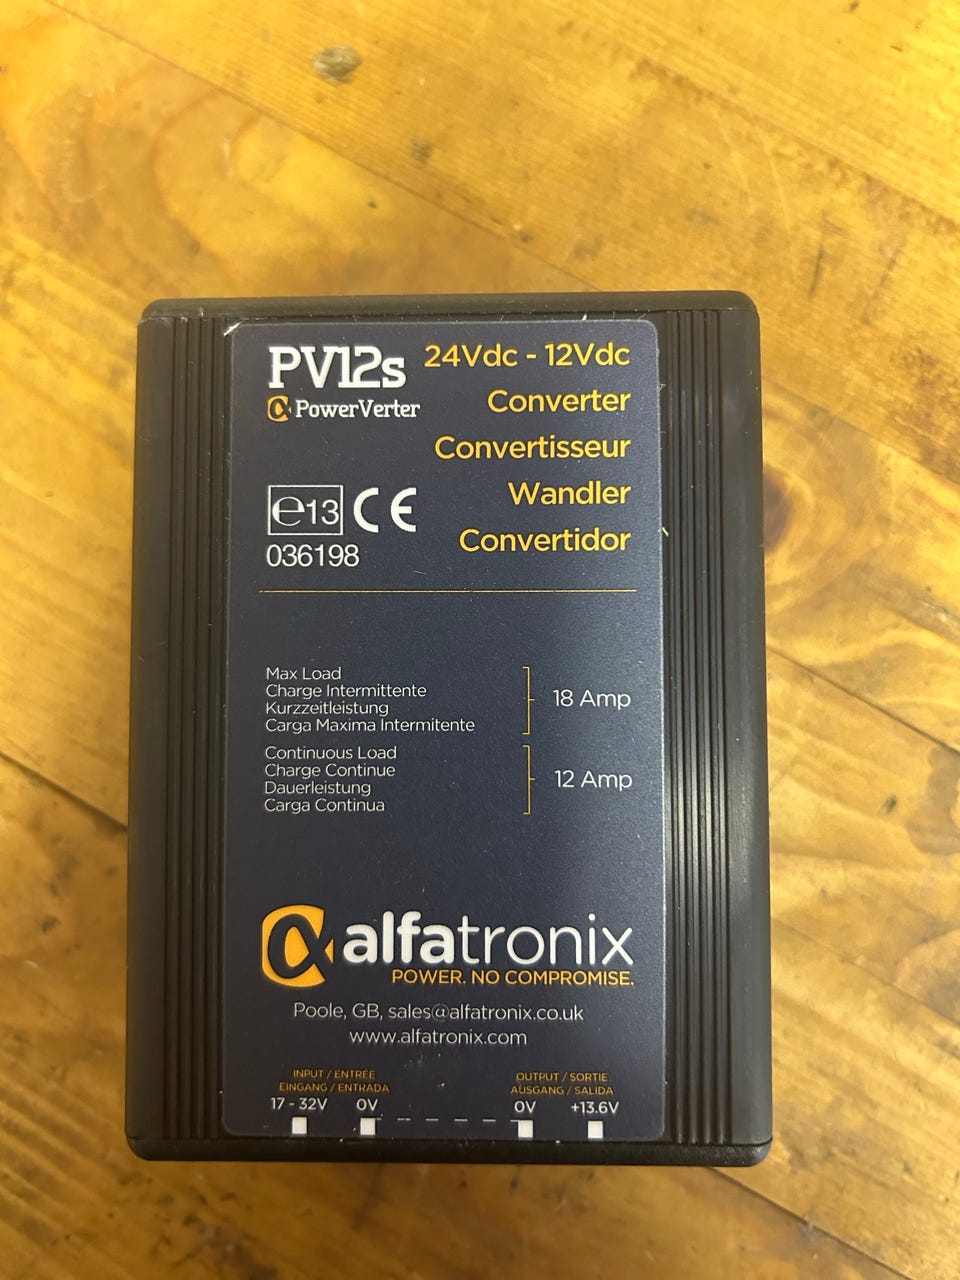 PV12s
PowerVerter
24Vdc - 12Vdc
Converter
Convertisseur
Wandler
Convertidor
e13 CE
036198
Max Load
Charge Intermittente
Kurzzeitleistung
Carga Maxima Intermitente
18 Amp
Continuous Load
Charge Continue
Dauerleistung
Carga Continua
12 Amp
alfatronix
POWER. NO COMPROMISE.
Poole, GB, sales@alfatronix.co.uk
www.alfatronix.com
INPUT / ENTRÉE
EINGANG / ENTRADA
17 - 32V 0V
OUTPUT / SORTIE
AUSGANG / SALIDA
0V +13.6V